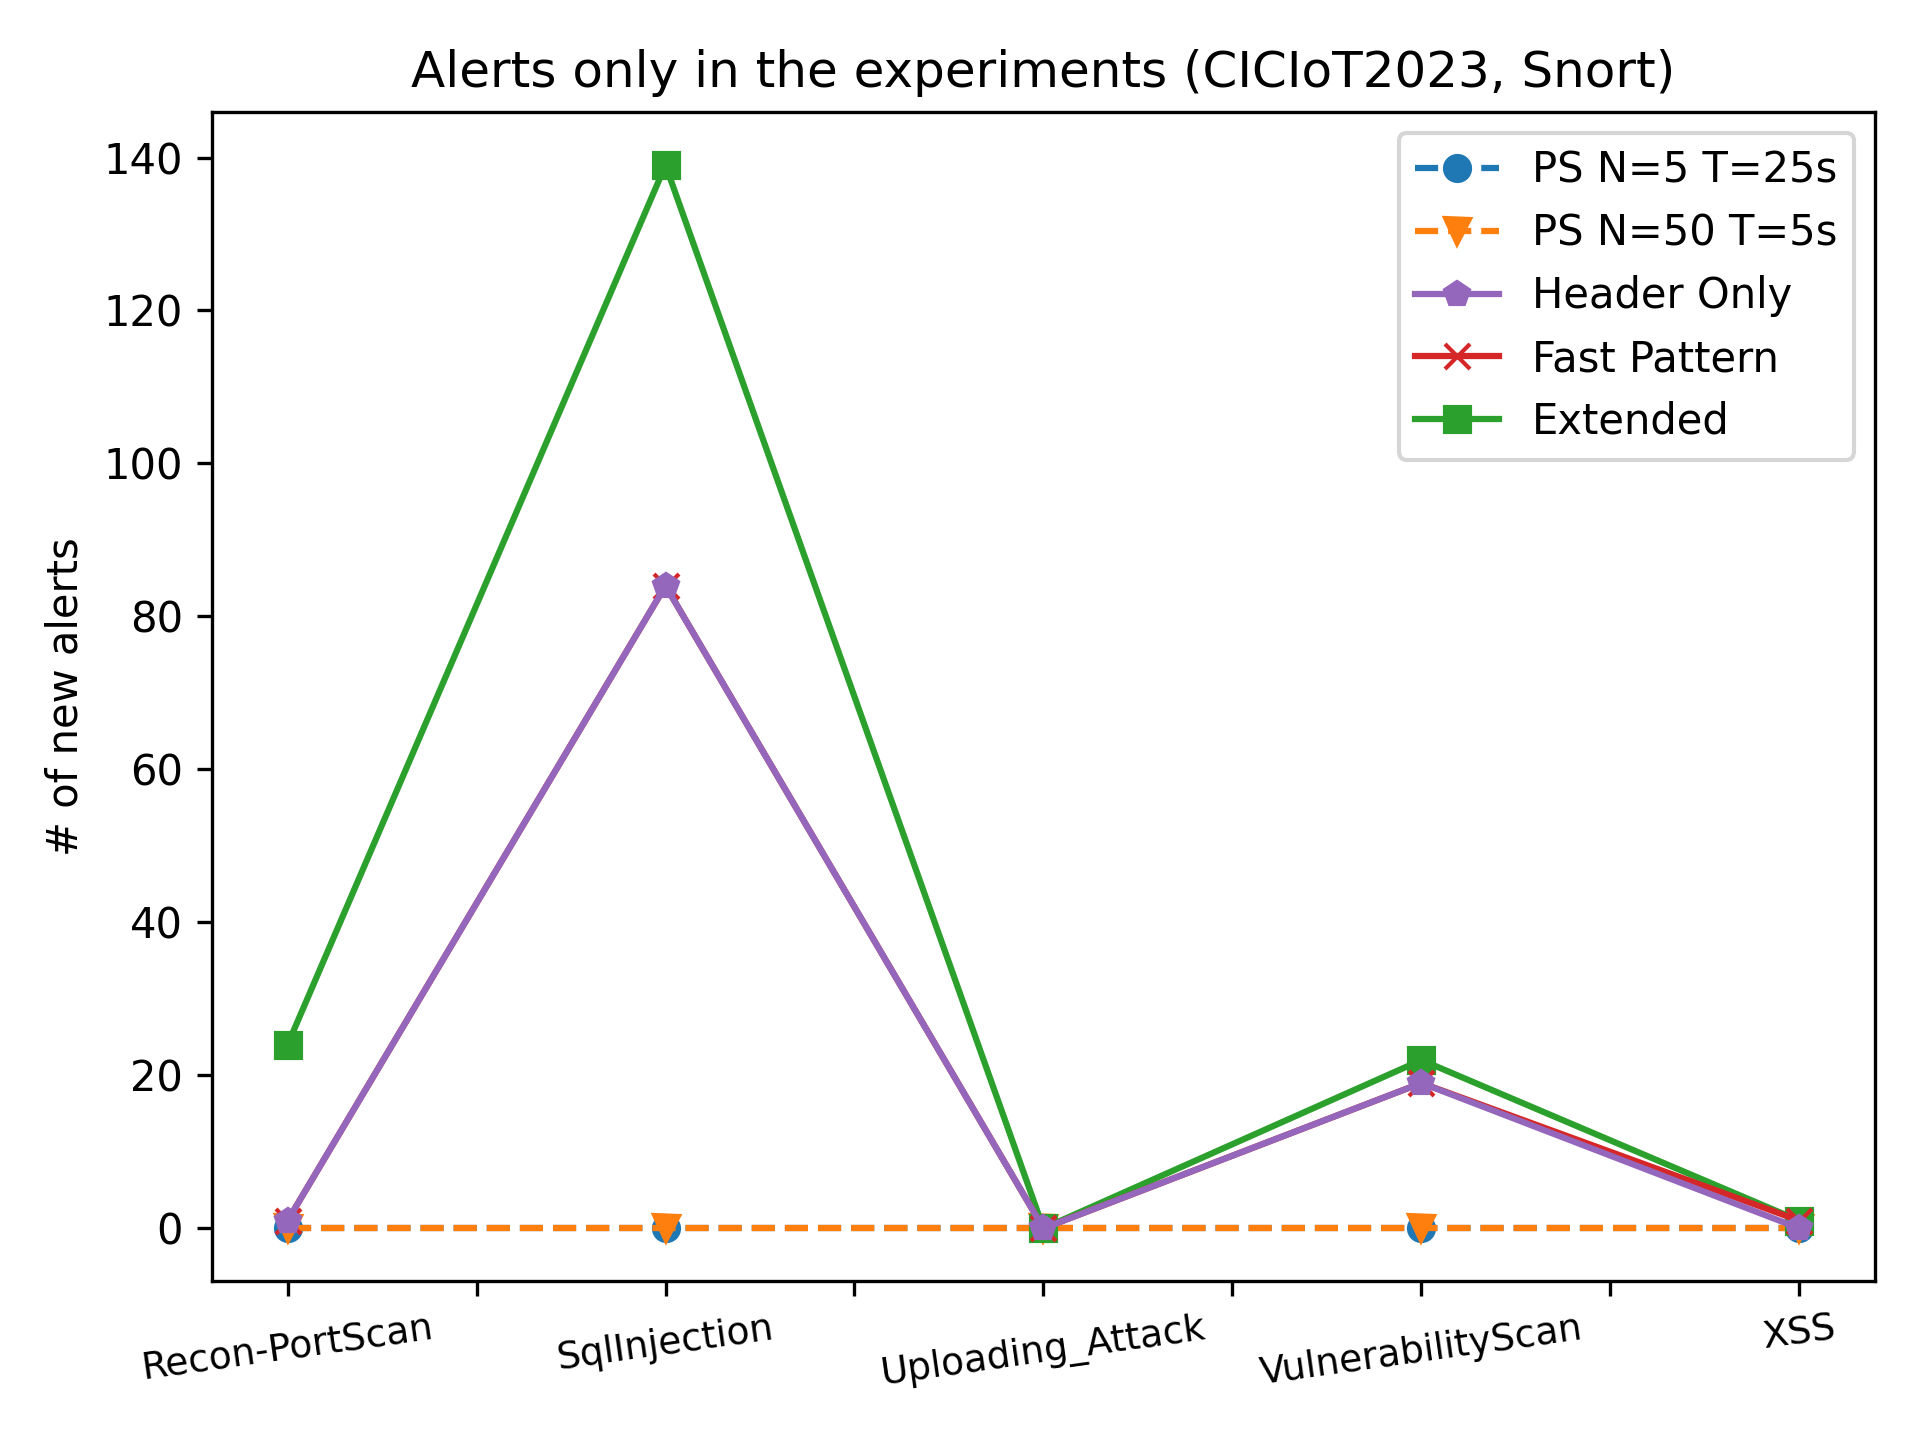 Alerts only in the experiments (CICIoT2023, Snort)
PS N=5 T=25s
PS N=50 T=5s
Header Only
Fast Pattern
Extended
# of new alerts
140
120
100
80
60
40
20
0
Recon-PortScan
SqlInjection
Uploading_Attack
VulnerabilityScan
XSS